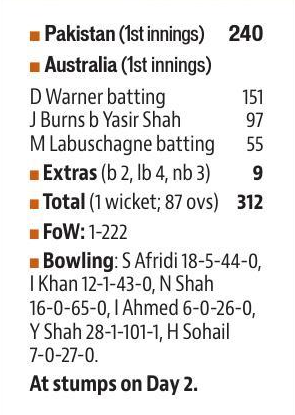 ■ Pakistan (1st innings) 240
■ Australia (1st innings)
D Warner batting 151
J Burns b Yasir Shah 97
M Labuschagne batting 55
■ Extras (b 2, lb 4, nb 3) 9
■ Total (1 wicket; 87 ovs) 312
■ FoW: 1-222
■ Bowling: S Afridi 18-5-44-0,
I Khan 12-1-43-0, N Shah
16-0-65-0, I Ahmed 6-0-26-0,
Y Shah 28-1-101-1, H Sohail
7-0-27-0.
At stumps on Day 2.